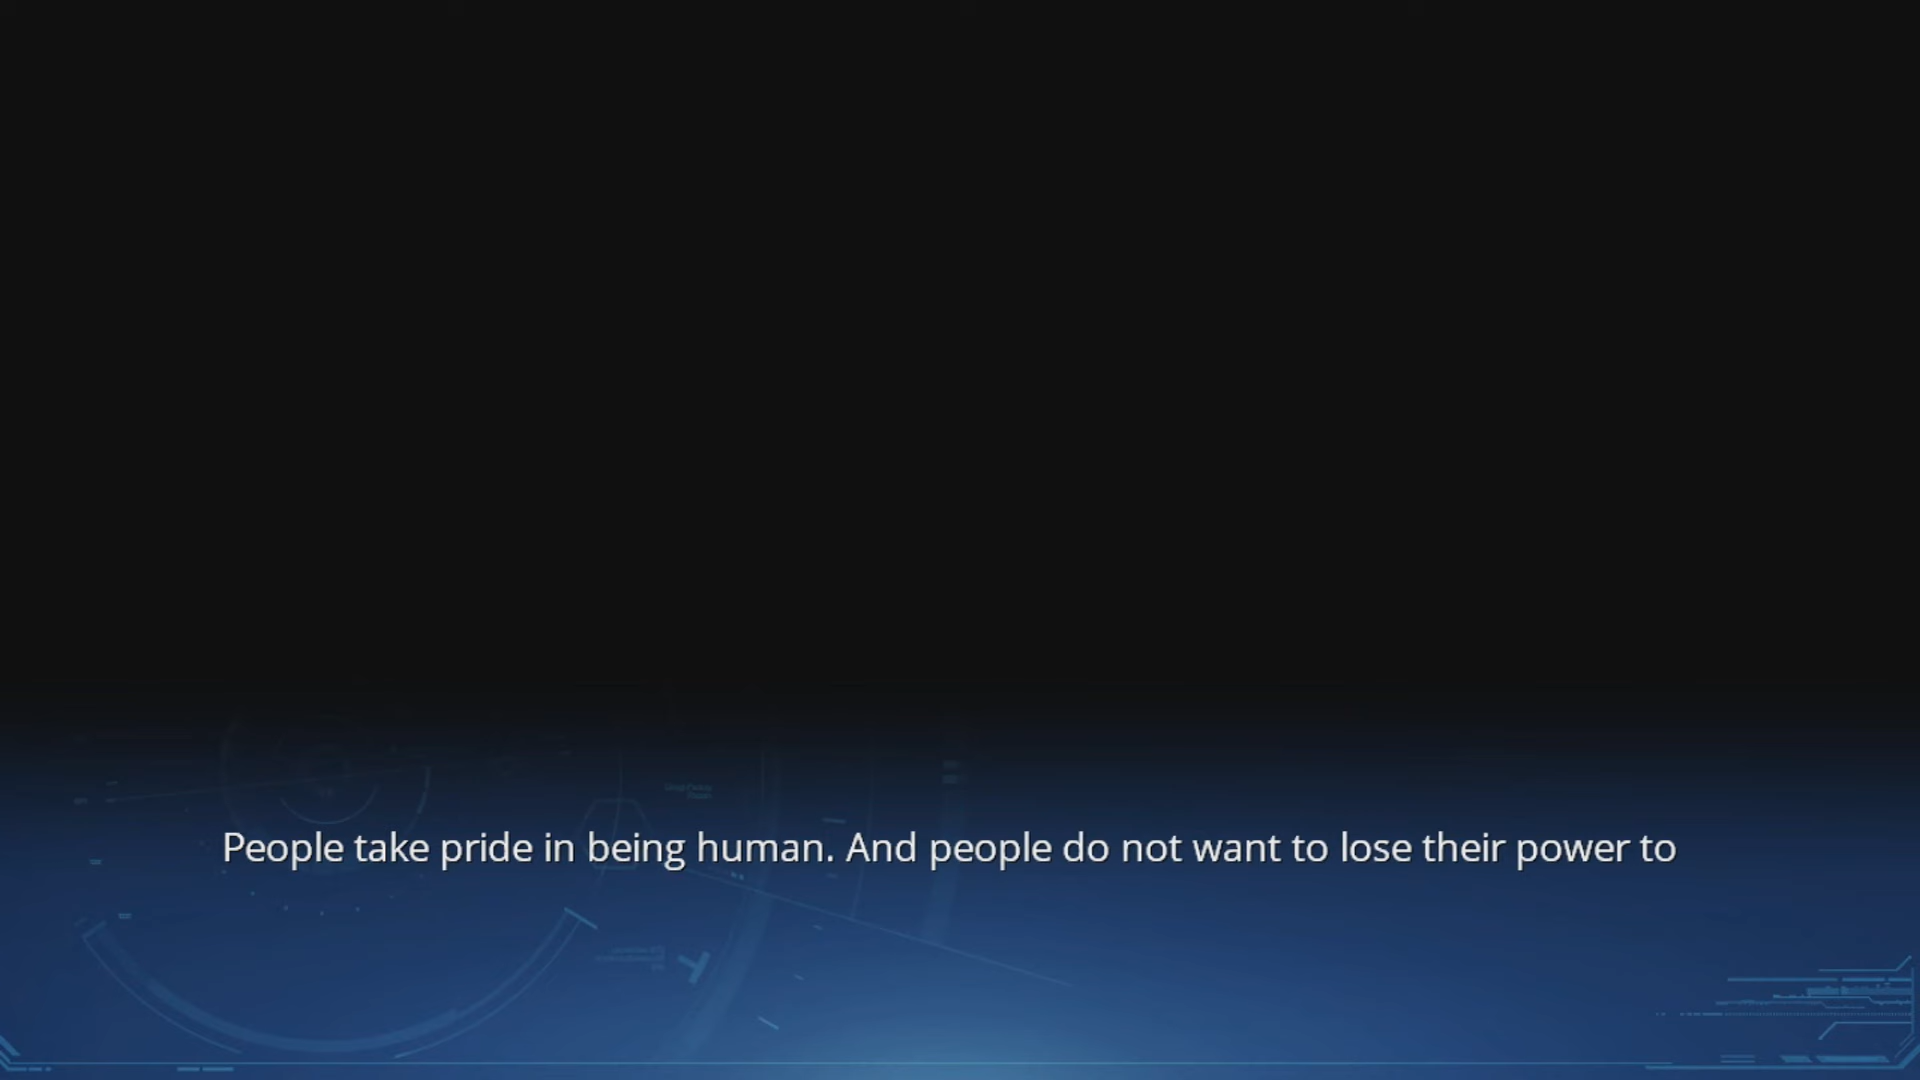 People take pride in being human. And people do not want to lose their power to